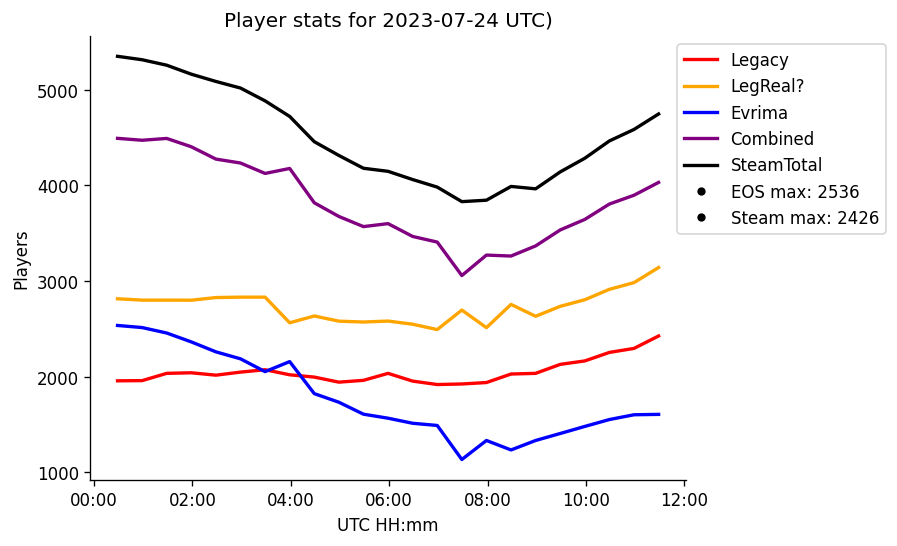 Player stats for 2023-07-24 UTC)
Legacy
LegReal?
Evrima
Combined
SteamTotal
EOS max: 2536
Steam max: 2426
Players
5000
4000
3000
2000
1000
00:00 02:00 04:00 06:00 08:00 10:00 12:00
UTC HH:mm